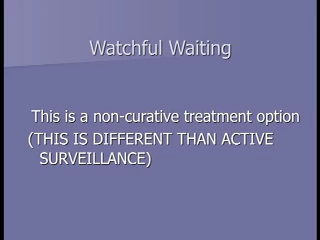 Watchful Waiting
This is a non-curative treatment option
(THIS IS DIFFERENT THAN ACTIVE
SURVEILLANCE)